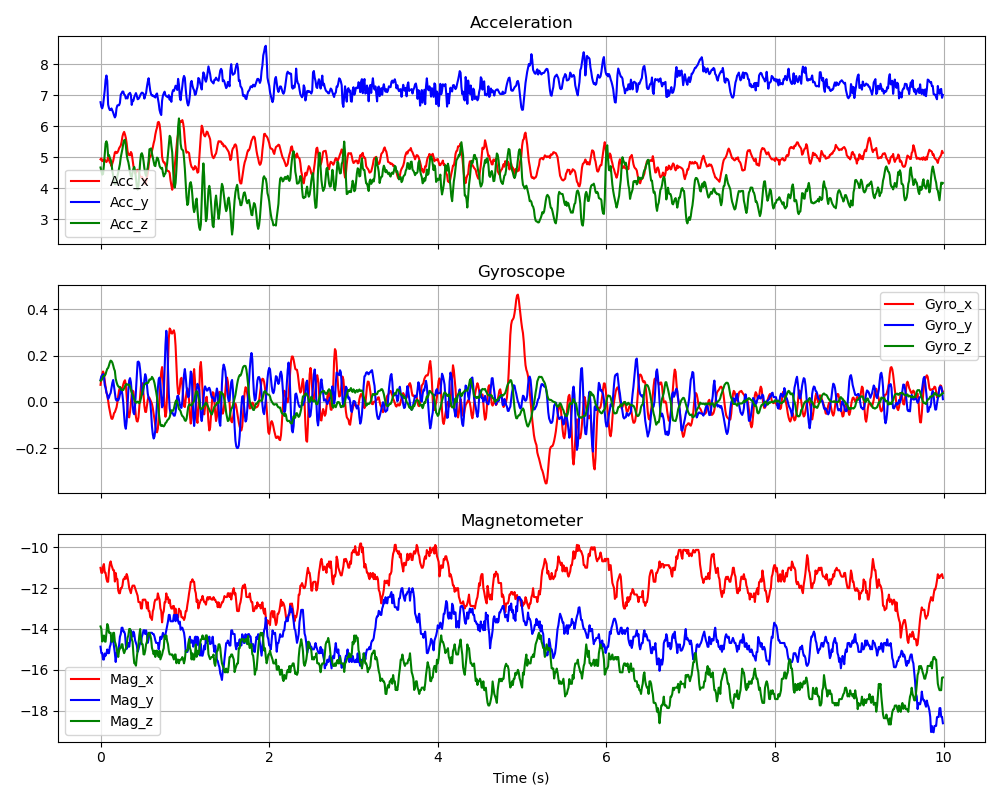 Acceleration
8
7
6
5
4
3
Acc_x
Acc_y
Acc_z
Gyroscope
0.4
0.2
0.0
−0.2
Gyro_x
Gyro_y
Gyro_z
Magnetometer
−10
−12
−14
−16
−18
Mag_x
Mag_y
Mag_z
0 2 4 6 8 10
Time (s)